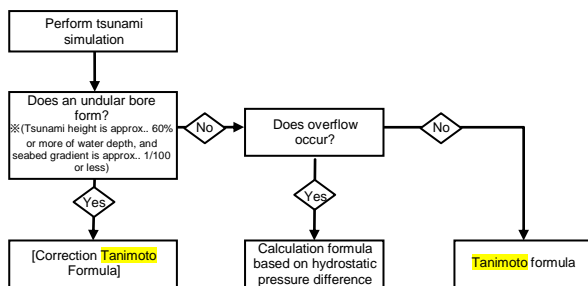 Perform tsunami
simulation
Does an undular bore
form?
※(Tsunami height is approx.. 60%
or more of water depth, and
seabed gradient is approx.. 1/100
or less)
No
Does overflow
occur?
No
Yes
Yes
[Correction Tanimoto
Formula]
Calculation formula
based on hydrostatic
pressure difference
Tanimoto formula